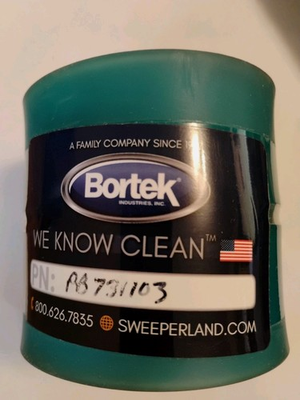 A FAMILY COMPANY SINCE
Bortek
INDUSTRIES, INC.
WE KNOW CLEAN™
PN: AB731103
800.626.7835 SWEEPERLAND.COM